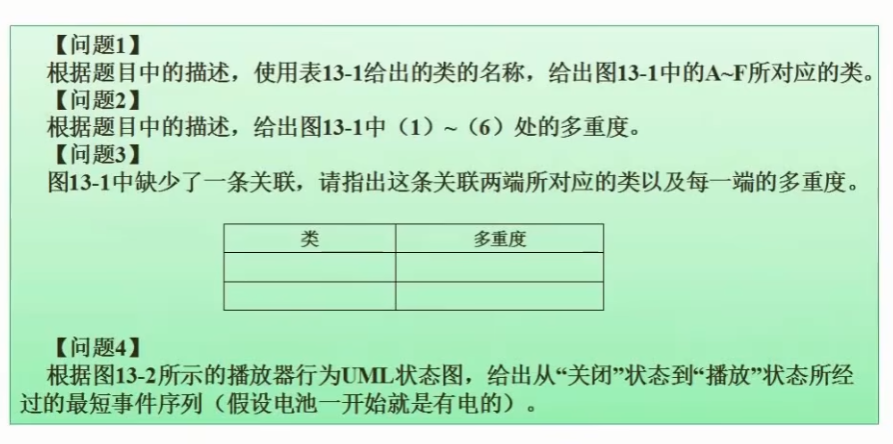 【问题1】
根据题目中的描述，使用表13-1给出的类的名称，给出图13-1中的A~F所对应的类。
【问题2】
根据题目中的描述，给出图13-1中（1）~（6）处的多重度。
【问题3】
图13-1中缺少了一条关联，请指出这条关联两端所对应的类以及每一端的多重度。
类 多重度
【问题4】
根据图13-2所示的播放器行为UML状态图，给出从“关闭”状态到“播放”状态所经
过的最短事件序列（假设电池一开始就是有电的）。